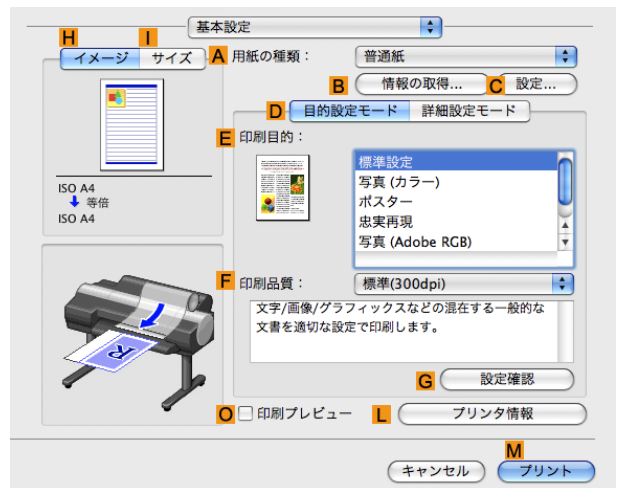 基本設定
H
I
イメージ サイズ
A 用紙の種類： 普通紙
B 情報の取得... C 設定...
D 目的設定モード 詳細設定モード
E 印刷目的：
標準設定
写真 (カラー)
ポスター
忠実再現
写真 (Adobe RGB)
ISO A4
等倍
ISO A4
F 印刷品質： 標準(300dpi)
文字/画像/グラフィックスなどの混在する一般的な
文書を適切な設定で印刷します。
R
G 設定確認
O 印刷プレビュー L プリンタ情報
M
キャンセル プリント